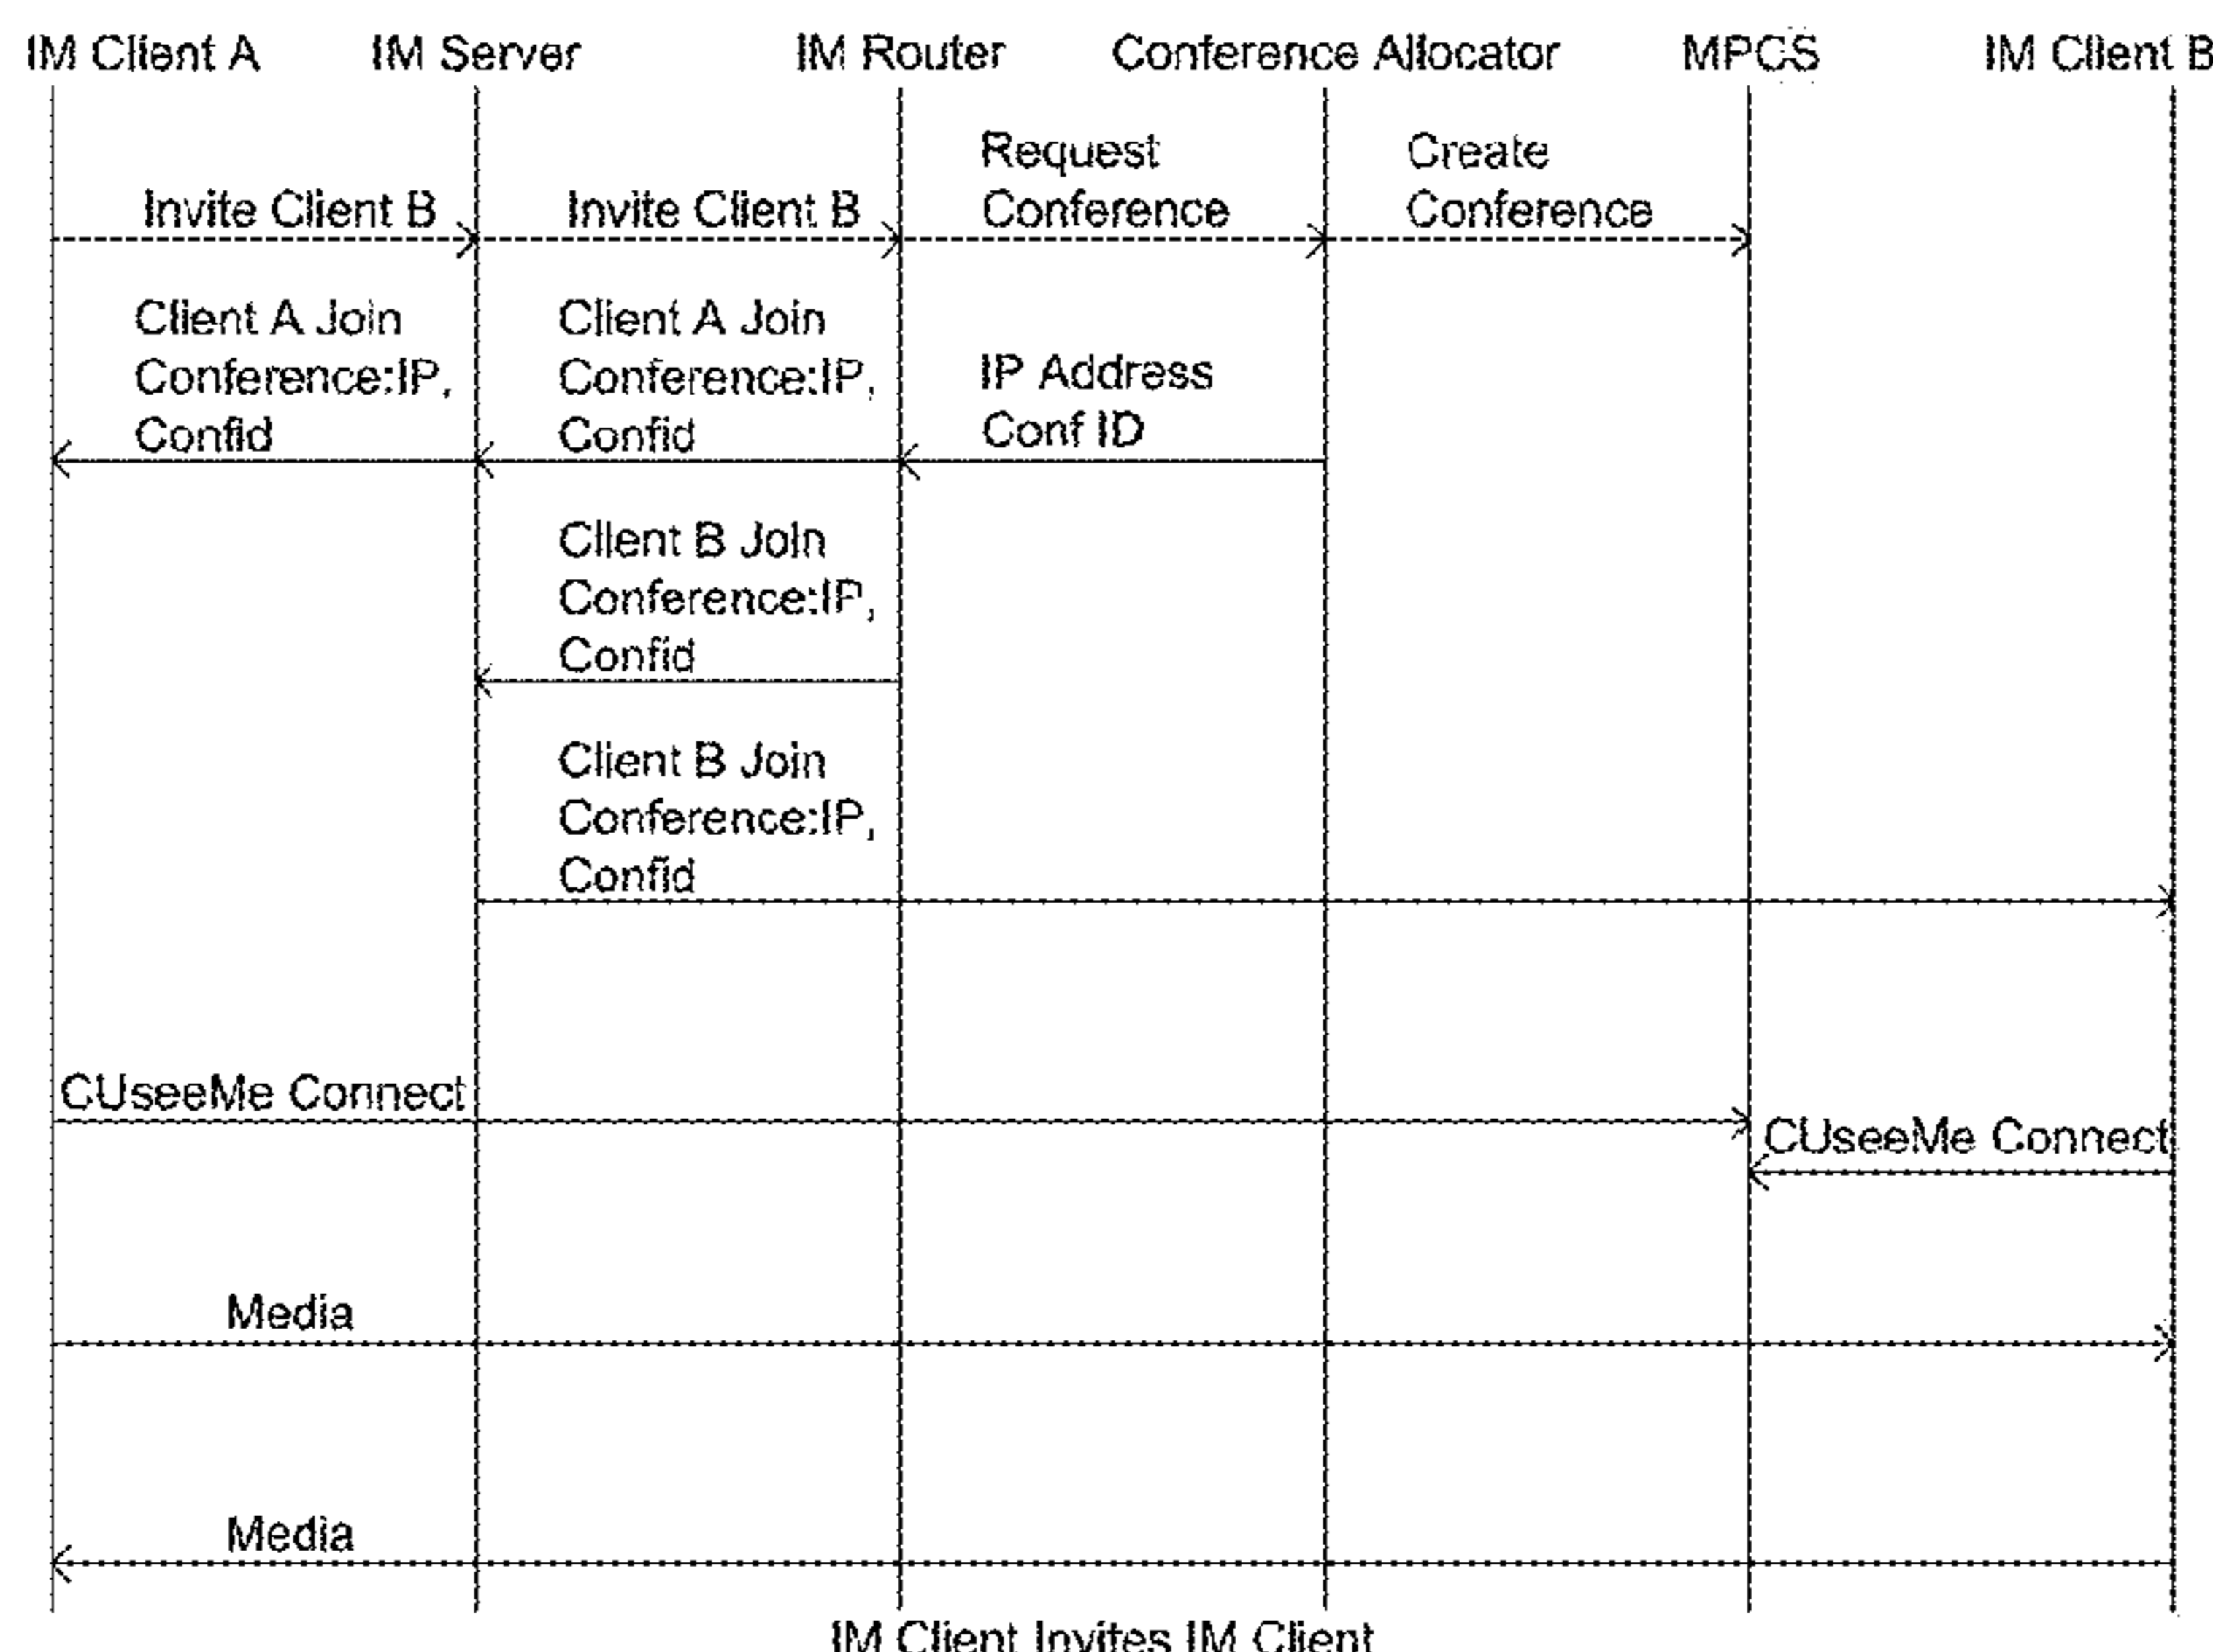 IM Client A IM Server IM Router Conference Allocator MPCS IM Client B
Request
Conference
Create
Conference
Invite Client B
Invite Client B
Client A Join
Conference:IP,
Confid
Client A Join
Conference:IP,
Confid
IP Address
Conf ID
Client B Join
Conference:IP,
Confid
Client B Join
Conference:IP,
Confid
CUseeMe Connect
CUseeMe Connect
Media
Media
IM Client Invites IM Client